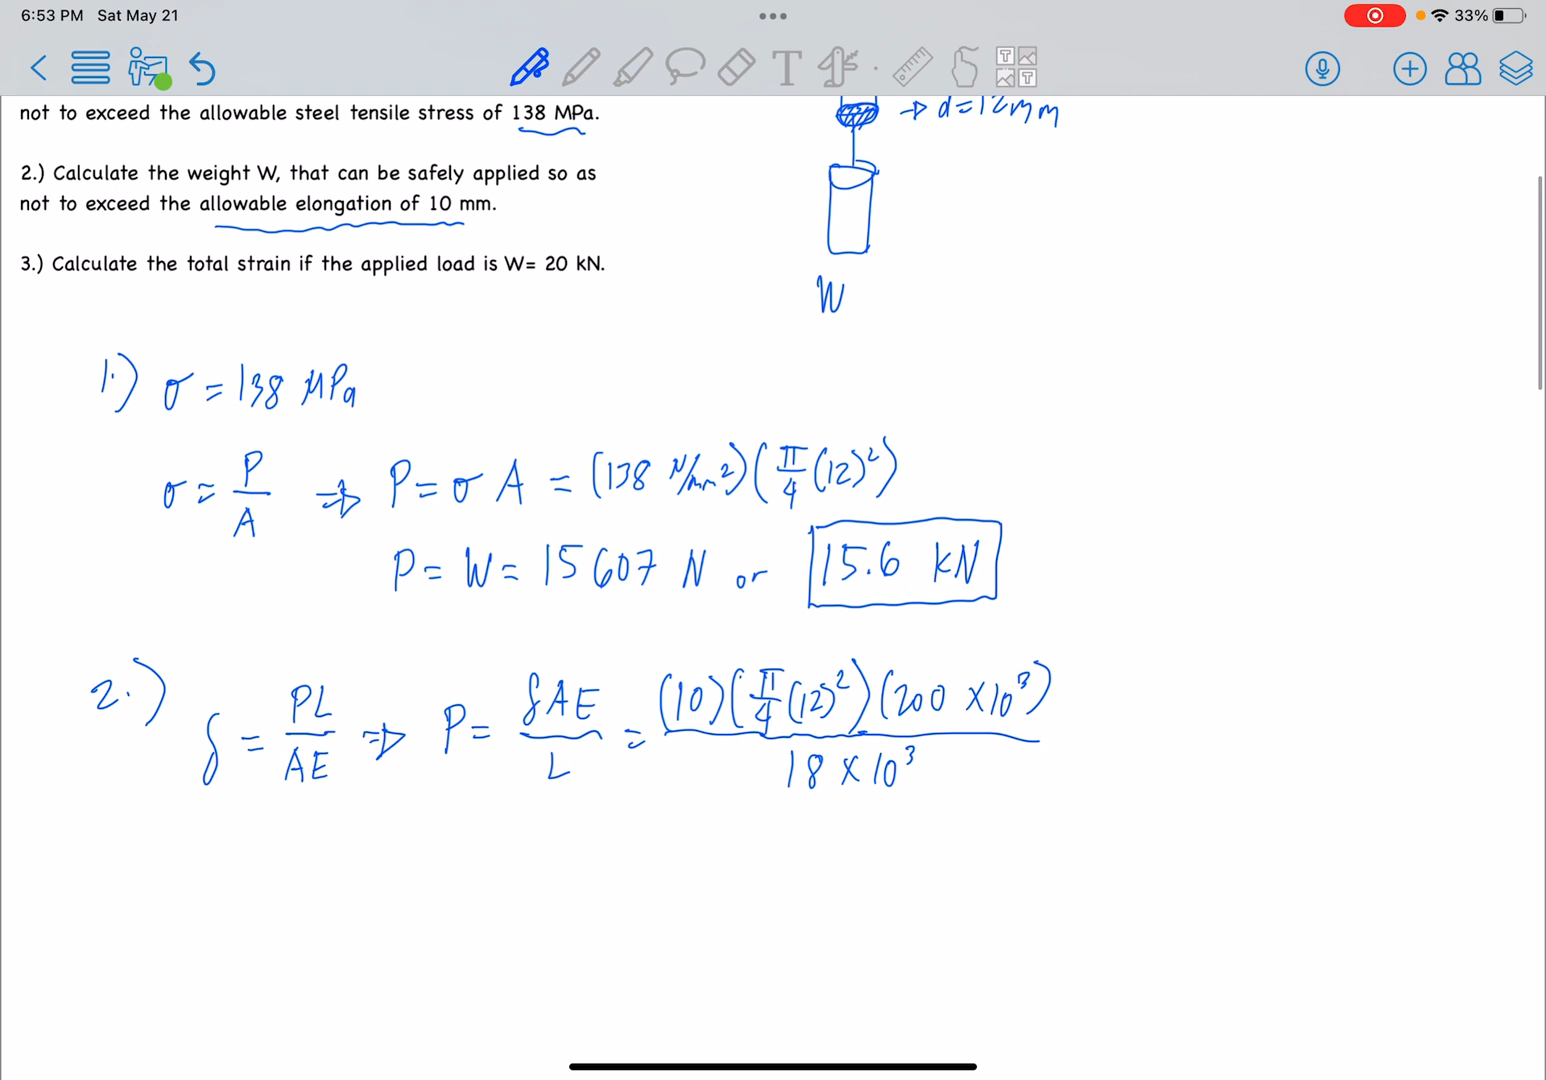 6:53 PM Sat May 21
33%
not to exceed the allowable steel tensile stress of 138 MPa.
→ d=12mm
2.) Calculate the weight W, that can be safely applied so as
not to exceed the allowable elongation of 10 mm.
3.) Calculate the total strain if the applied load is W= 20 kN.
W
1.) σ = 138 MPa
σ = P/A ⇒ P = σ A = (138 N/mm²)(π/4 (12)²)
P = W = 15 607 N or 15.6 kN
2.) δ = PL/AE ⇒ P = δAE/L = (10)(π/4 (12)²)(200 x10³)/18 x 10³